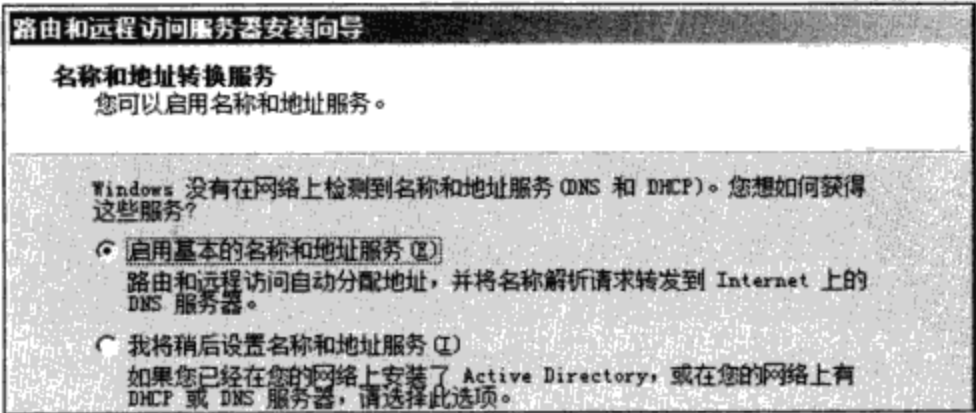 路由和远程访问服务器安装向导
名称和地址转换服务
您可以启用名称和地址服务。
Windows 没有在网络上检测到名称和地址服务(DNS 和 DHCP)。您想如何获得
这些服务?
启用基本的名称和地址服务(E)
路由和远程访问自动分配地址，并将名称解析请求转发到 Internet 上的
DNS 服务器。
我将稍后设置名称和地址服务(I)
如果您已经在您的网络上安装了 Active Directory，或在您的网络上有
DHCP 或 DNS 服务器，请选择此选项。